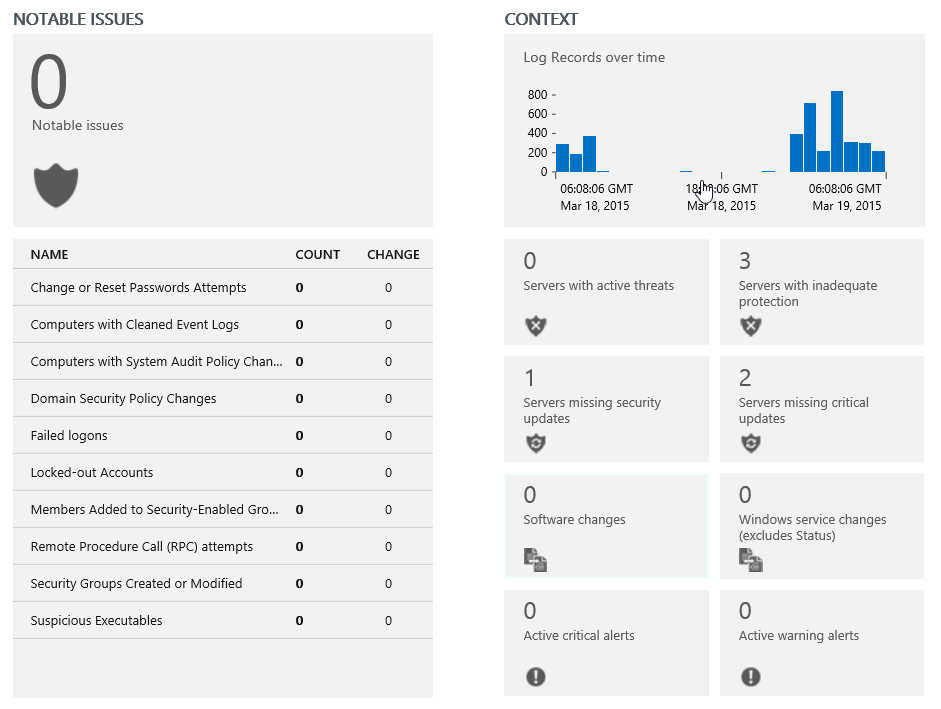 NOTABLE ISSUES
0
Notable issues
NAME COUNT CHANGE
Change or Reset Passwords Attempts 0 0
Computers with Cleaned Event Logs 0 0
Computers with System Audit Policy Chan... 0 0
Domain Security Policy Changes 0 0
Failed logons 0 0
Locked-out Accounts 0 0
Members Added to Security-Enabled Gro... 0 0
Remote Procedure Call (RPC) attempts 0 0
Security Groups Created or Modified 0 0
Suspicious Executables 0 0
CONTEXT
Log Records over time
800
600
400
200
0
06:08:06 GMT 18:08:06 GMT 06:08:06 GMT
Mar 18, 2015 Mar 18, 2015 Mar 19, 2015
0
Servers with active threats
3
Servers with inadequate
protection
1
Servers missing security
updates
2
Servers missing critical
updates
0
Software changes
0
Windows service changes
(excludes Status)
0
Active critical alerts
0
Active warning alerts